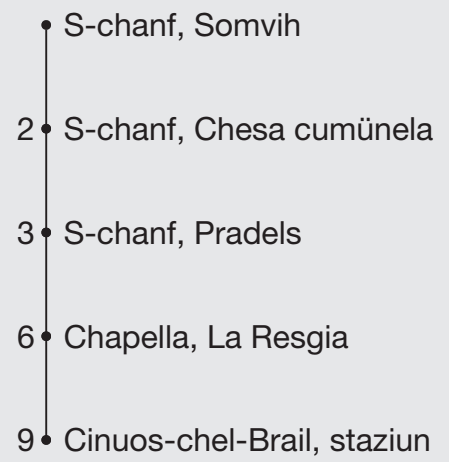 S-chanf, Somvih
2 S-chanf, Chesa cumünela
3 S-chanf, Pradels
6 Chapella, La Resgia
9 Cinuos-chel-Brail, staziun